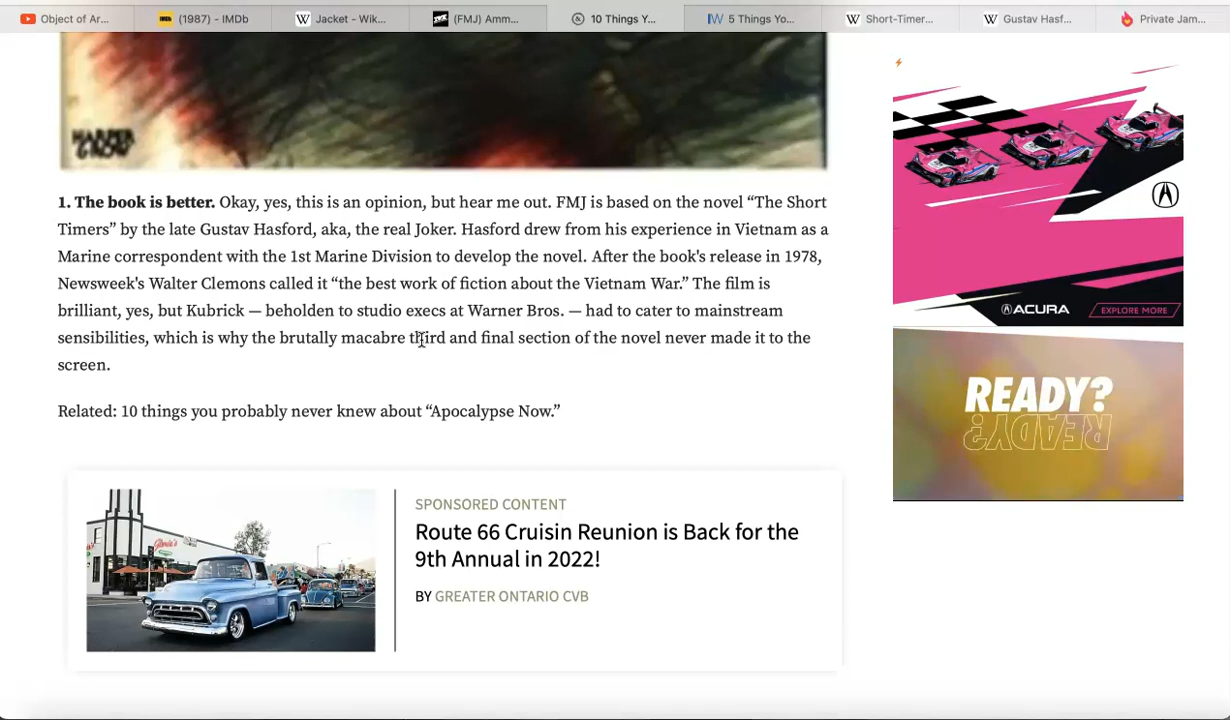 Object of Ar...
(1987) - IMDb
Jacket - Wik...
(FMJ) Amm...
10 Things Y...
5 Things Yo...
Short-Timer...
Gustav Hasf...
Private Jam...
HARPER
GROW
1. The book is better. Okay, yes, this is an opinion, but hear me out. FMJ is based on the novel “The Short
Timers” by the late Gustav Hasford, aka, the real Joker. Hasford drew from his experience in Vietnam as a
Marine correspondent with the 1st Marine Division to develop the novel. After the book's release in 1978,
Newsweek's Walter Clemons called it “the best work of fiction about the Vietnam War.” The film is
brilliant, yes, but Kubrick — beholden to studio execs at Warner Bros. — had to cater to mainstream
sensibilities, which is why the brutally macabre third and final section of the novel never made it to the
screen.
Related: 10 things you probably never knew about “Apocalypse Now.”
SPONSORED CONTENT
Route 66 Cruisin Reunion is Back for the
9th Annual in 2022!
BY GREATER ONTARIO CVB
ACURA
EXPLORE MORE
READY?
READY?